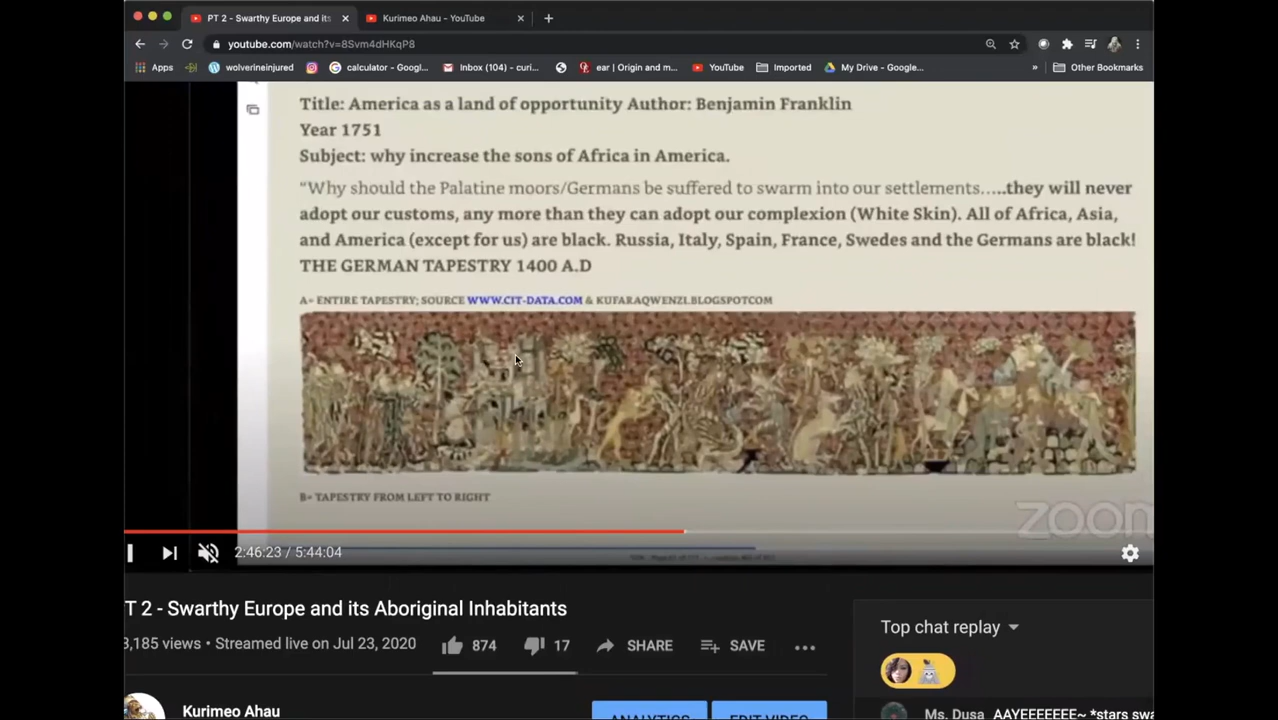 PT 2 - Swarthy Europe and its
Kurimeo Ahau - YouTube
youtube.com/watch?v=8Svm4dHKqP8
Apps
wolverineinjured
calculator - Googl...
Inbox (104) - curi...
ear | Origin and m...
YouTube
Imported
My Drive - Google...
»
Other Bookmarks
Title: America as a land of opportunity Author: Benjamin Franklin
Year 1751
Subject: why increase the sons of Africa in America.
“Why should the Palatine moors/Germans be suffered to swarm into our settlements…..they will never
adopt our customs, any more than they can adopt our complexion (White Skin). All of Africa, Asia,
and America (except for us) are black. Russia, Italy, Spain, France, Swedes and the Germans are black!
THE GERMAN TAPESTRY 1400 A.D
A= ENTIRE TAPESTRY; SOURCE WWW.CIT-DATA.COM & KUFARAQWENZI.BLOGSPOTCOM
B= TAPESTRY FROM LEFT TO RIGHT
zoom
2:46:23 / 5:44:04
T 2 - Swarthy Europe and its Aboriginal Inhabitants
3,185 views • Streamed live on Jul 23, 2020
874
17
SHARE
SAVE
Top chat replay
Kurimeo Ahau
ANALYTICS
EDIT VIDEO
Ms. Dusa AAYEEEEEEE~ *stars swa